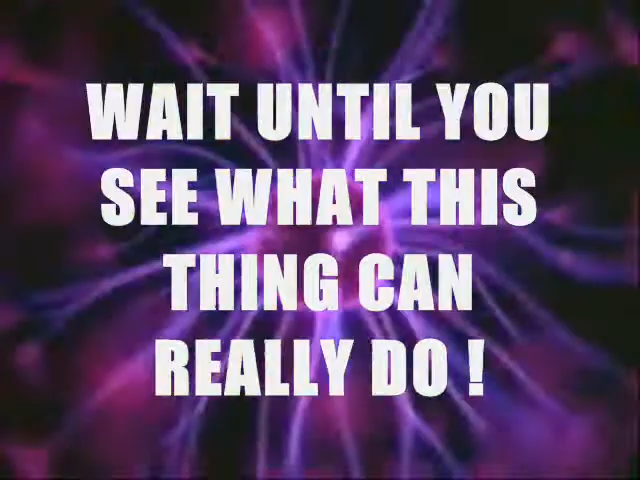 WAIT UNTIL YOU
SEE WHAT THIS
THING CAN
REALLY DO !